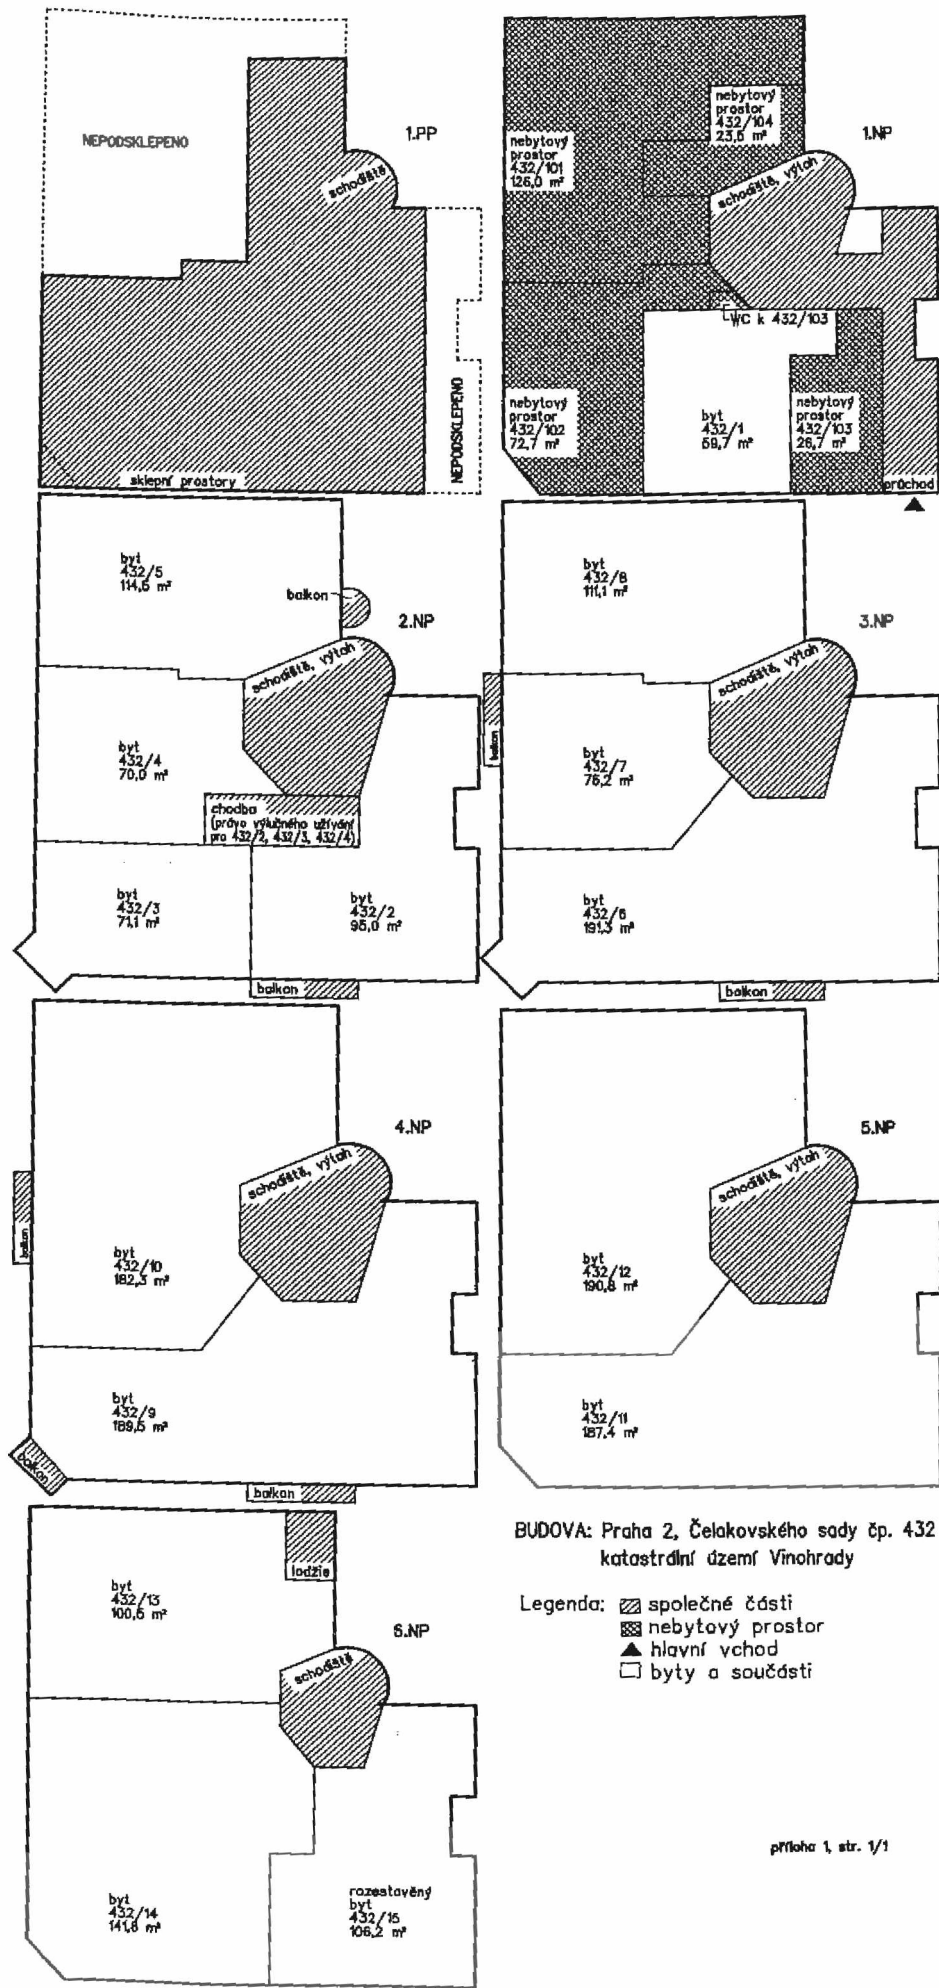 NEPODSKLEPENO
1.PP
schodiště
NEPODSKLEPENO
sklepní prostory
1.NP
nebytový
prostor
432/101
126,0 m²
nebytový
prostor
432/104
23,5 m²
schodiště, výtah
WC k 432/103
nebytový
prostor
432/102
72,7 m²
byt
432/1
59,7 m²
nebytový
prostor
432/103
26,7 m²
průchod
2.NP
byt
432/5
114,5 m²
balkon
schodiště, výtah
byt
432/4
70,0 m²
chodba
(právo výlučného užívání
pro 432/2, 432/3, 432/4)
byt
432/3
71,1 m²
byt
432/2
95,0 m²
balkon
3.NP
byt
432/8
111,1 m²
schodiště, výtah
balkon
byt
432/7
76,2 m²
byt
432/6
191,3 m²
balkon
4.NP
schodiště, výtah
balkon
byt
432/10
182,3 m²
byt
432/9
189,5 m²
balkon
balkon
5.NP
schodiště, výtah
byt
432/12
190,8 m²
byt
432/11
187,4 m²
6.NP
lodžie
byt
432/13
100,5 m²
schodiště
byt
432/14
141,8 m²
rozestavěný
byt
432/15
106,2 m²
BUDOVA: Praha 2, Čelakovského sady čp. 432
katastrální území Vinohrady
Legenda:
společné části
nebytový prostor
hlavní vchod
byty a součásti
příloha 1, str. 1/1